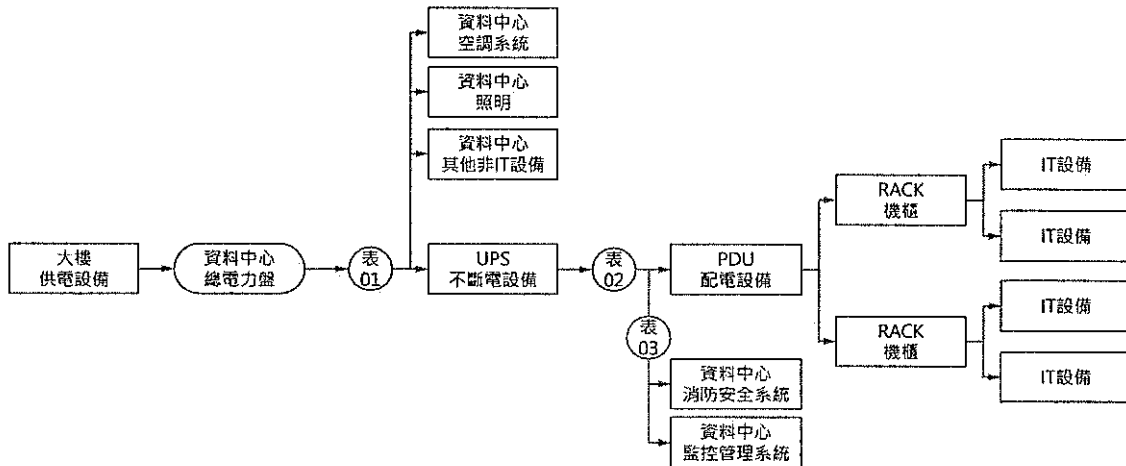 資料中心
空調系統
資料中心
照明
資料中心
其他非IT設備
大樓
供電設備
資料中心
總電力盤
表
01
UPS
不斷電設備
表
02
PDU
配電設備
表
03
資料中心
消防安全系統
資料中心
監控管理系統
RACK
機櫃
RACK
機櫃
IT設備
IT設備
IT設備
IT設備